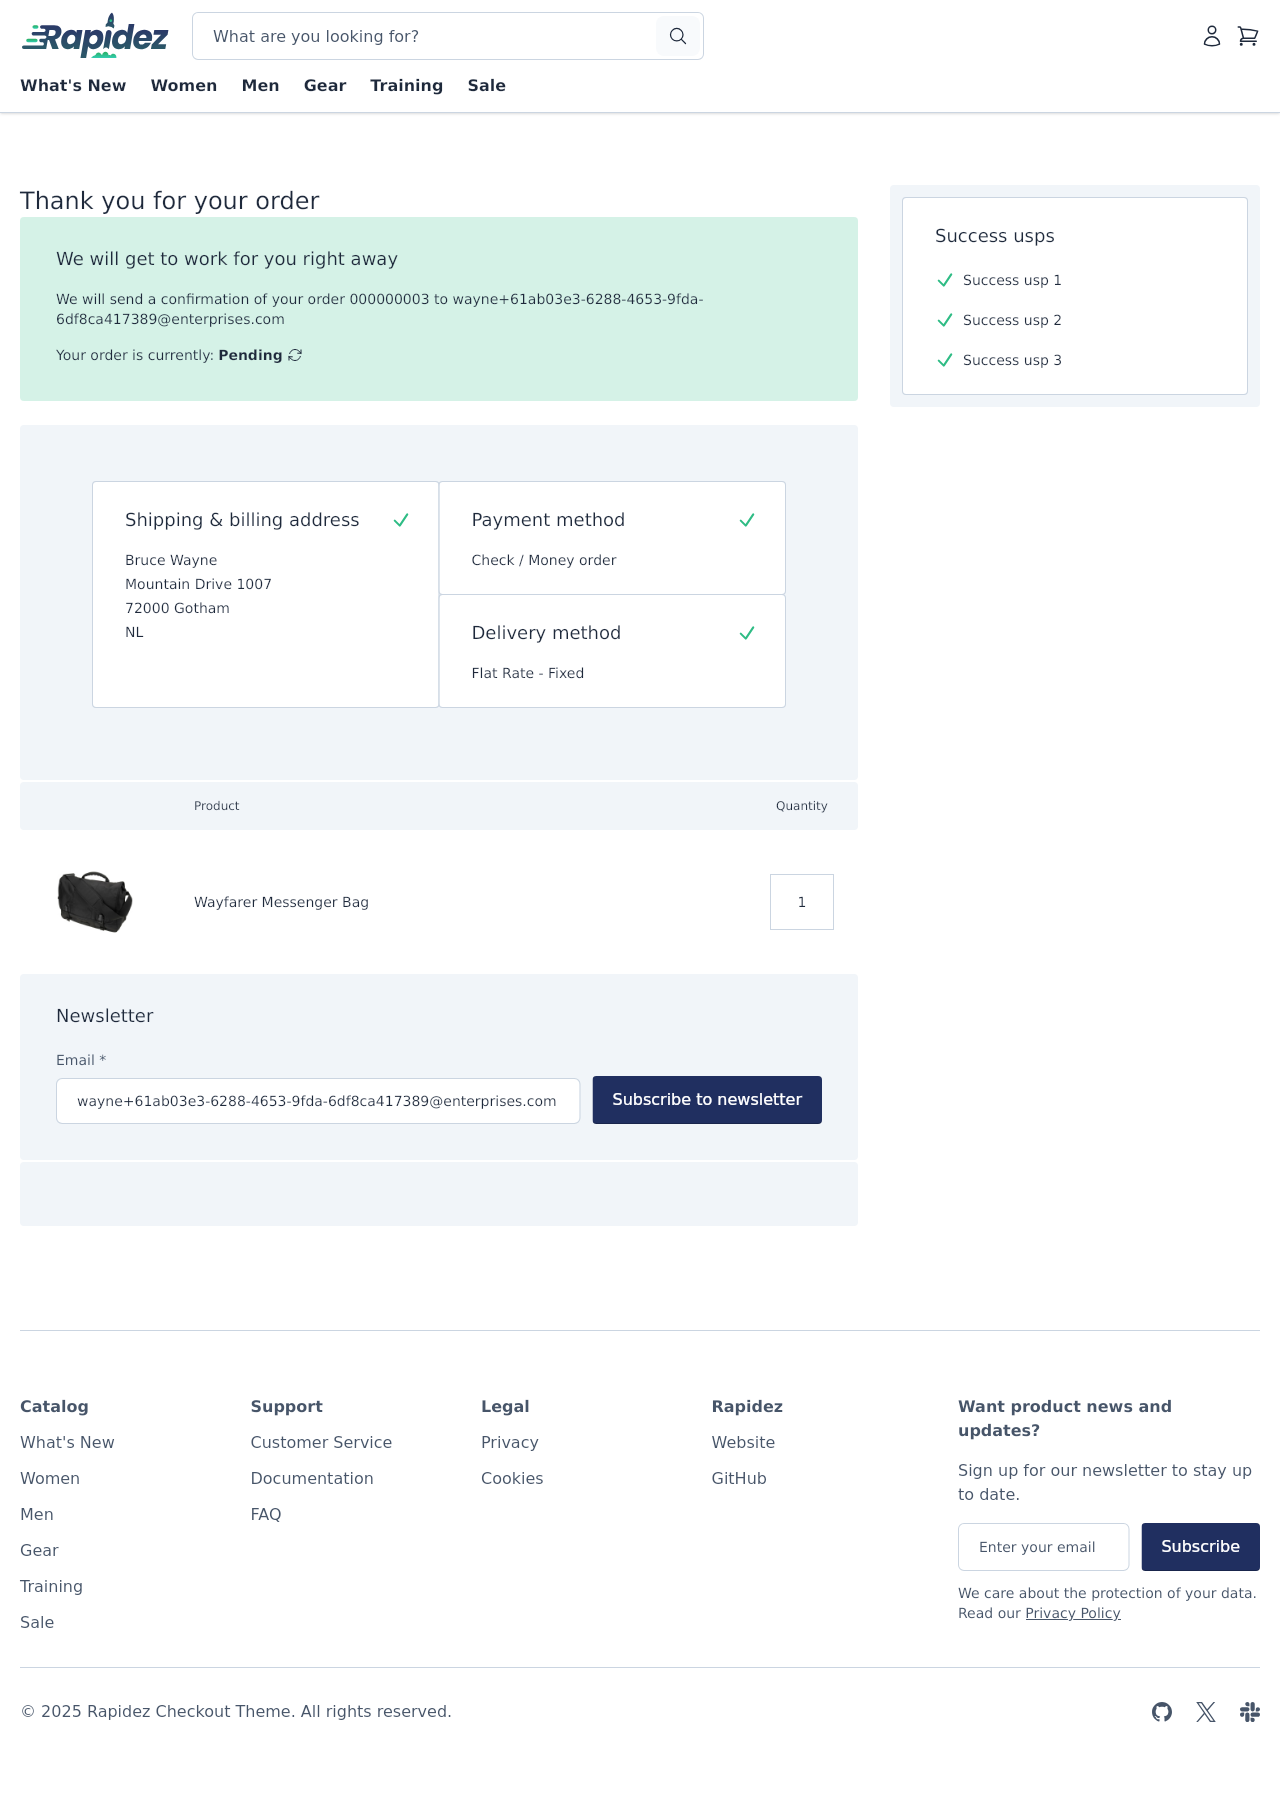 Rapidez
What are you looking for?
What's New
Women
Men
Gear
Training
Sale
Thank you for your order
We will get to work for you right away
We will send a confirmation of your order 000000003 to wayne+61ab03e3-6288-4653-9fda-
6df8ca417389@enterprises.com
Your order is currently: Pending
Success usps
Success usp 1
Success usp 2
Success usp 3
Shipping & billing address
Bruce Wayne
Mountain Drive 1007
72000 Gotham
NL
Payment method
Check / Money order
Delivery method
Flat Rate - Fixed
Product
Quantity
Wayfarer Messenger Bag
1
Newsletter
Email *
wayne+61ab03e3-6288-4653-9fda-6df8ca417389@enterprises.com
Subscribe to newsletter
Catalog
What's New
Women
Men
Gear
Training
Sale
Support
Customer Service
Documentation
FAQ
Legal
Privacy
Cookies
Rapidez
Website
GitHub
Want product news and
updates?
Sign up for our newsletter to stay up
to date.
Enter your email
Subscribe
We care about the protection of your data.
Read our Privacy Policy
© 2025 Rapidez Checkout Theme. All rights reserved.